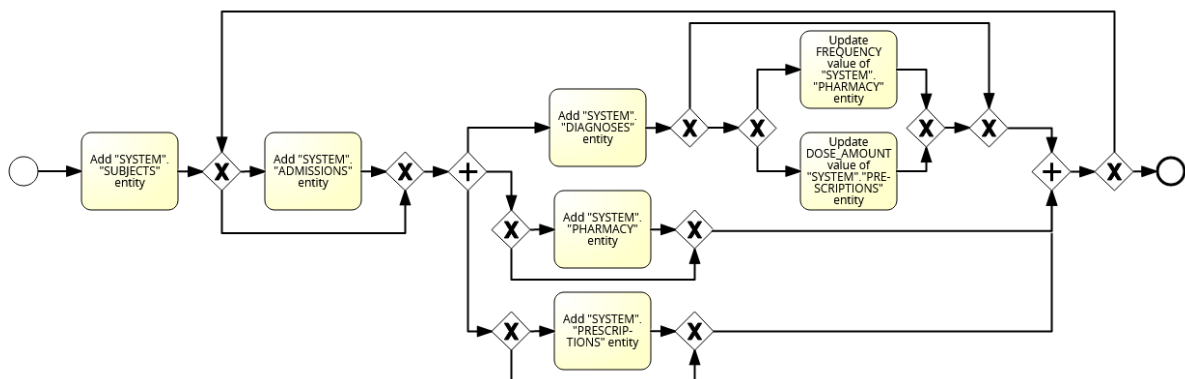 Add "SYSTEM".
"SUBJECTS"
entity
Add "SYSTEM".
"ADMISSIONS"
entity
Add "SYSTEM".
"DIAGNOSES"
entity
Update
FREQUENCY
value of
"SYSTEM".
"PHARMACY"
entity
Update
DOSE_AMOUNT
value of
"SYSTEM"."PRE-
SCRIPTIONS"
entity
Add "SYSTEM".
"PHARMACY"
entity
Add "SYSTEM".
"PRESCRIP-
TIONS" entity